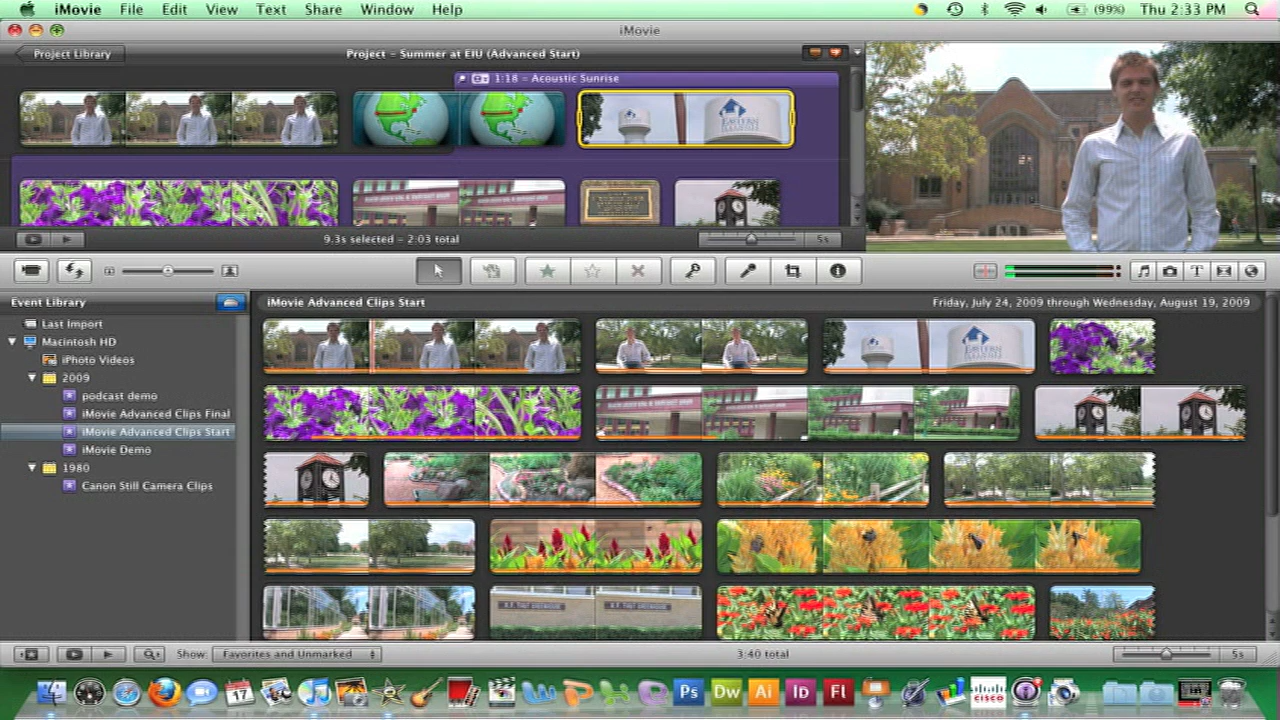 iMovie File Edit View Text Share Window Help (99%) Thu 2:33 PM
iMovie
Project Library Project - Summer at EIU (Advanced Start)
1:18 - Acoustic Sunrise
EASTERN
9.3s selected - 2:03 total 5s
Event Library iMovie Advanced Clips Start Friday, July 24, 2009 through Wednesday, August 19, 2009
Last Import
Macintosh HD
iPhoto Videos
2009
podcast demo
iMovie Advanced Clips Final
iMovie Advanced Clips Start
iMovie Demo
1980
Canon Still Camera Clips
EASTERN
Show: Favorites and Unmarked 3:40 total 5s
17 Ps Dw Ai Id Fl CISCO